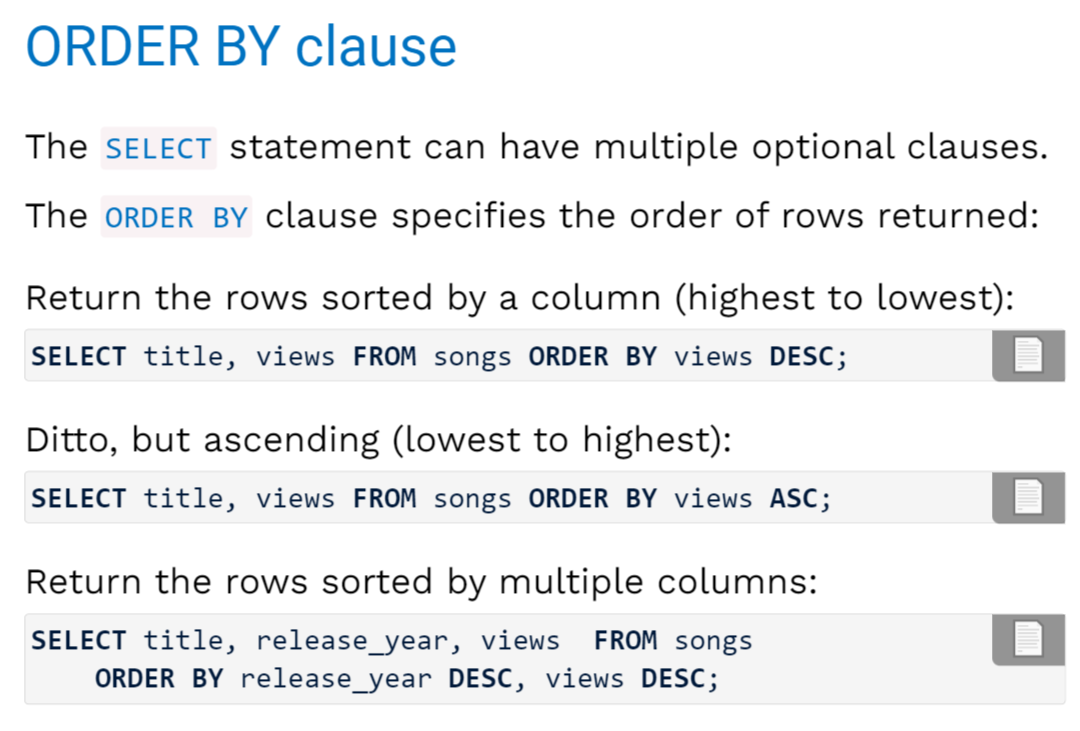 ORDER BY clause
The SELECT statement can have multiple optional clauses.
The ORDER BY clause specifies the order of rows returned:
Return the rows sorted by a column (highest to lowest):
SELECT title, views FROM songs ORDER BY views DESC;
Ditto, but ascending (lowest to highest):
SELECT title, views FROM songs ORDER BY views ASC;
Return the rows sorted by multiple columns:
SELECT title, release_year, views  FROM songs
    ORDER BY release_year DESC, views DESC;